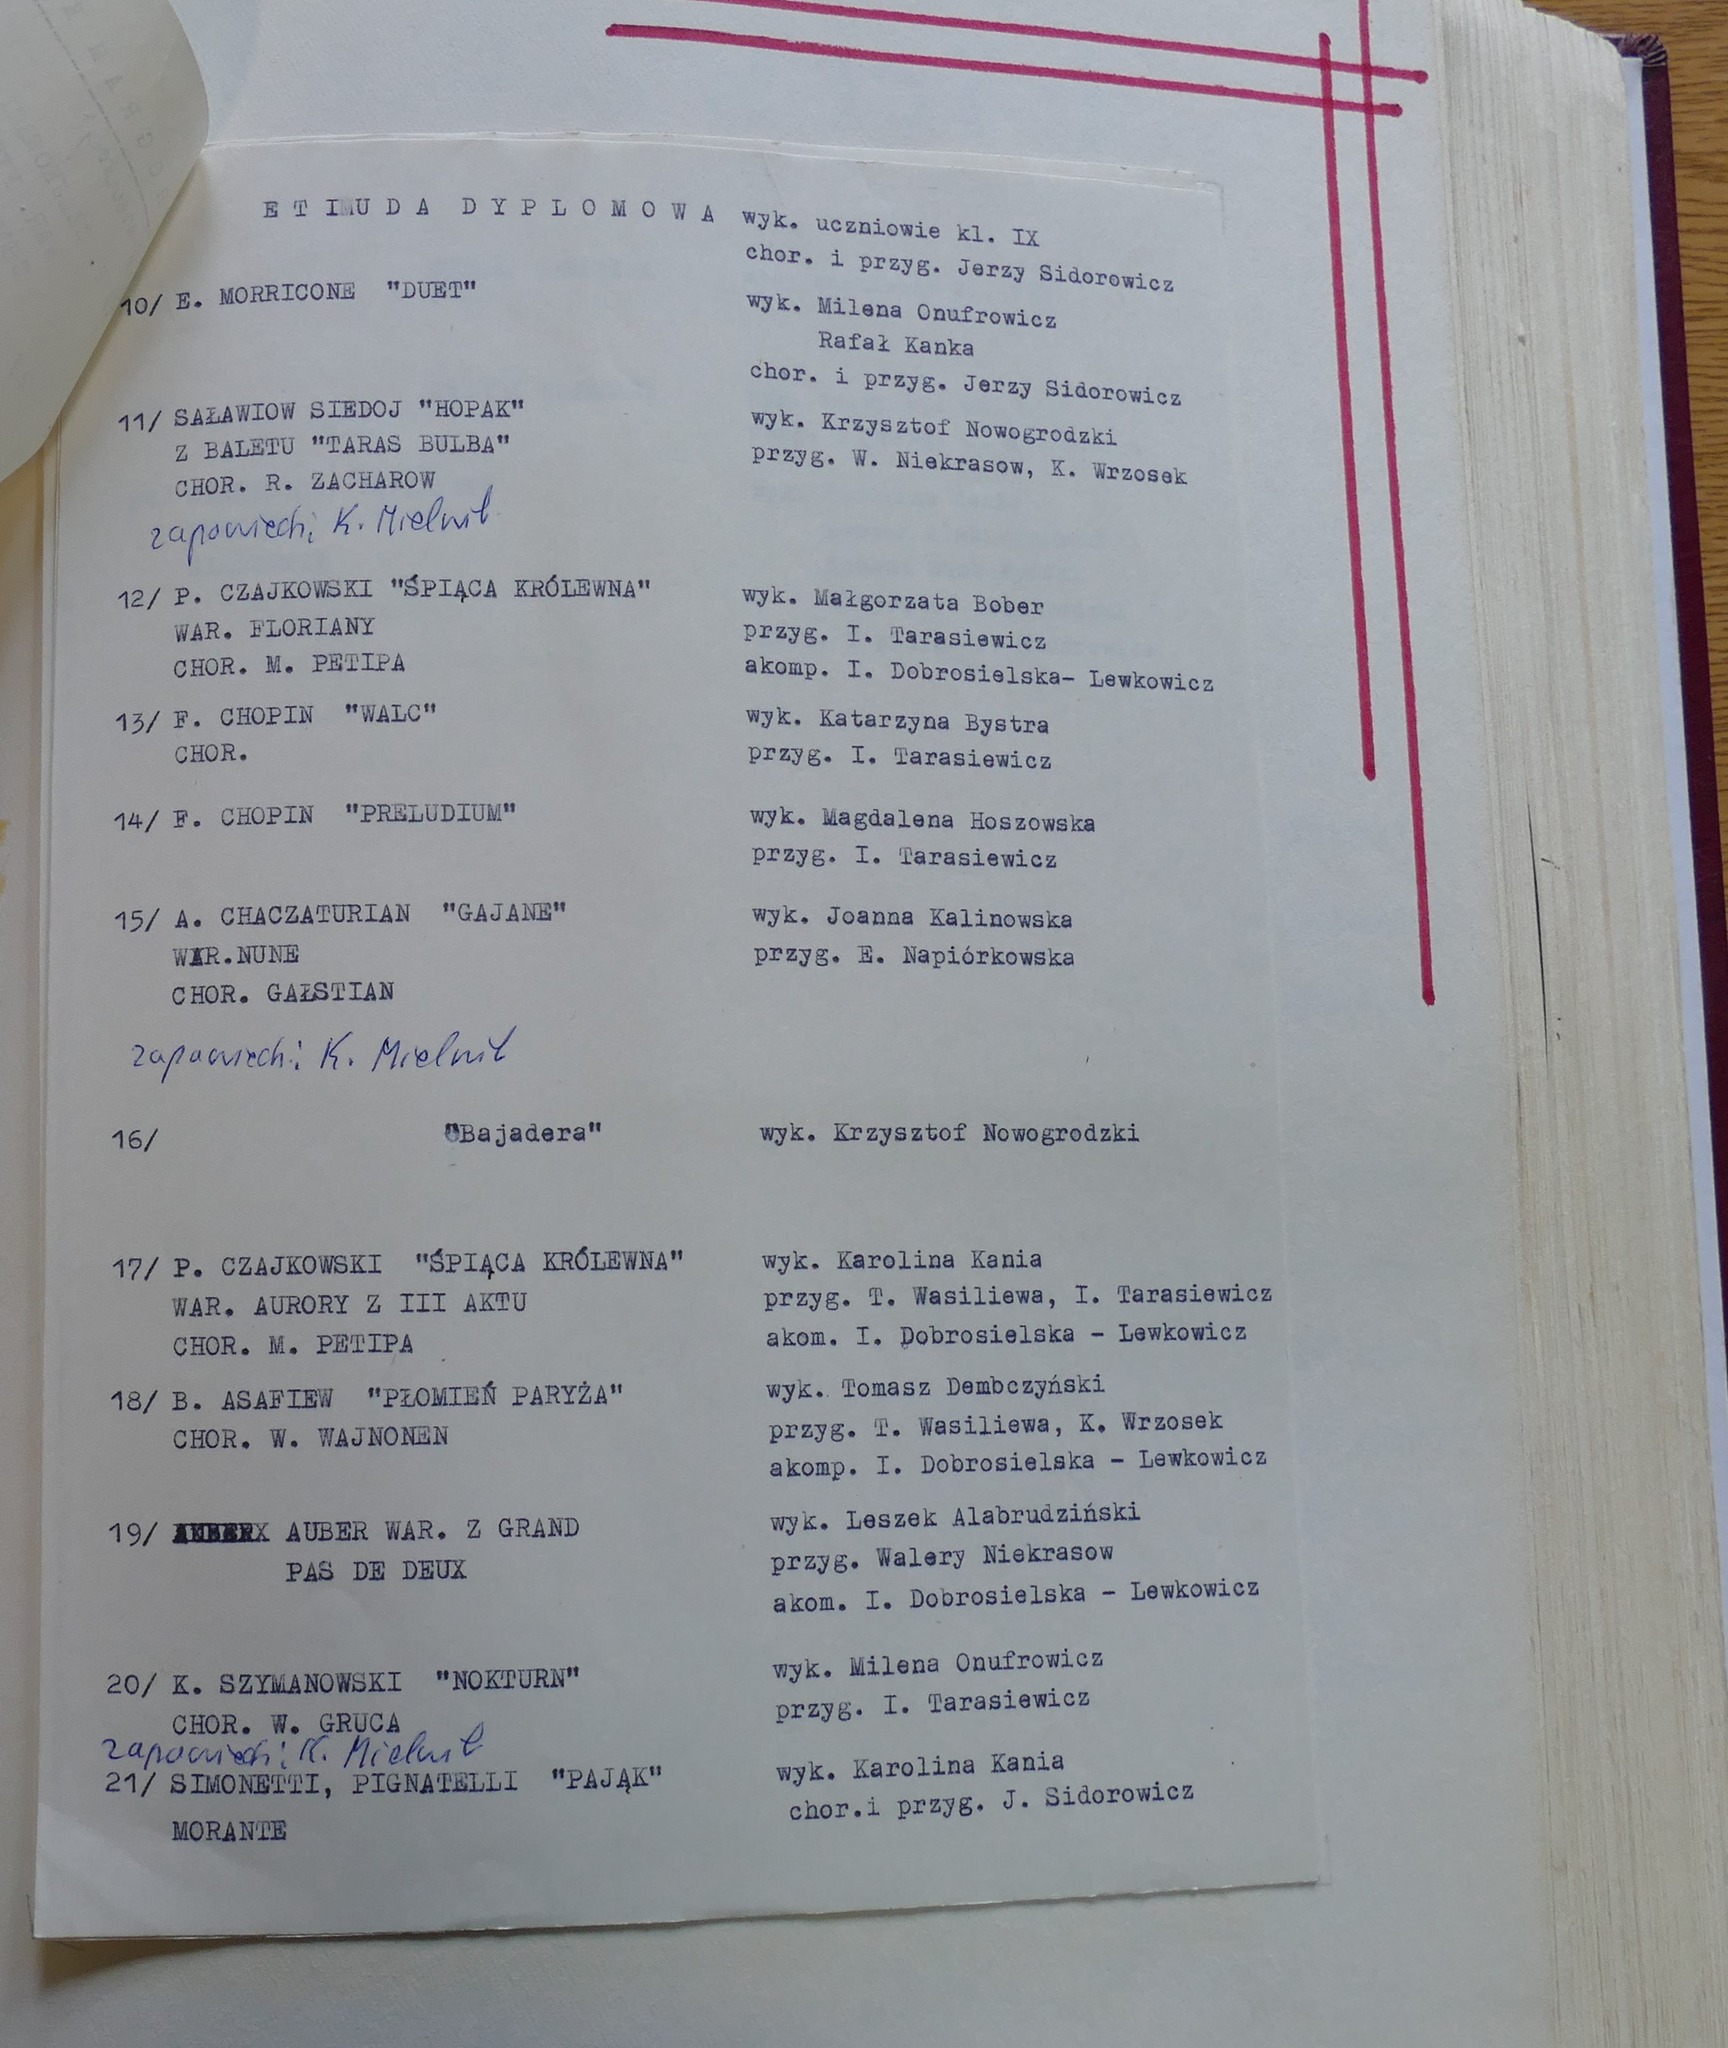 ETIUDA DYPLOMOWA wyk. uczniowie kl. IX
chor. i przyg. Jerzy Sidorowicz
10/ E. MORRICONE "DUET" wyk. Milena Onufrowicz
Rafał Kanka
chor. i przyg. Jerzy Sidorowicz
11/ SAŁAWIOW SIEDOJ "HOPAK" wyk. Krzysztof Nowogrodzki
Z BALETU "TARAS BULBA" przyg. W. Niekrasow, K. Wrzosek
CHOR. R. ZACHAROW
zapowiedź; K. Mielnik
12/ P. CZAJKOWSKI "ŚPIĄCA KRÓLEWNA" wyk. Małgorzata Bober
WAR. FLORIANY przyg. I. Tarasiewicz
CHOR. M. PETIPA akomp. I. Dobrosielska- Lewkowicz
13/ F. CHOPIN "WALC" wyk. Katarzyna Bystra
CHOR. przyg. I. Tarasiewicz
14/ F. CHOPIN "PRELUDIUM" wyk. Magdalena Hoszowska
przyg. I. Tarasiewicz
15/ A. CHACZATURIAN "GAJANE" wyk. Joanna Kalinowska
WAR.NUNE przyg. E. Napiórkowska
CHOR. GAŁSTIAN
zapowiedź: K. Mielnik
16/ "Bajadera" wyk. Krzysztof Nowogrodzki
17/ P. CZAJKOWSKI "ŚPIĄCA KRÓLEWNA" wyk. Karolina Kania
WAR. AURORY Z III AKTU przyg. T. Wasiliewa, I. Tarasiewicz
CHOR. M. PETIPA akom. I. Dobrosielska - Lewkowicz
18/ B. ASAFIEW "PŁOMIEŃ PARYŻA" wyk. Tomasz Dembczyński
CHOR. W. WAJNONEN przyg. T. Wasiliewa, K. Wrzosek
akomp. I. Dobrosielska - Lewkowicz
19/ AUBER WAR. Z GRAND wyk. Leszek Alabrudziński
PAS DE DEUX przyg. Walery Niekrasow
akom. I. Dobrosielska - Lewkowicz
20/ K. SZYMANOWSKI "NOKTURN" wyk. Milena Onufrowicz
CHOR. W. GRUCA przyg. I. Tarasiewicz
zapowiedź: K. Mielnik
21/ SIMONETTI, PIGNATELLI "PAJĄK" wyk. Karolina Kania
MORANTE chor.i przyg. J. Sidorowicz